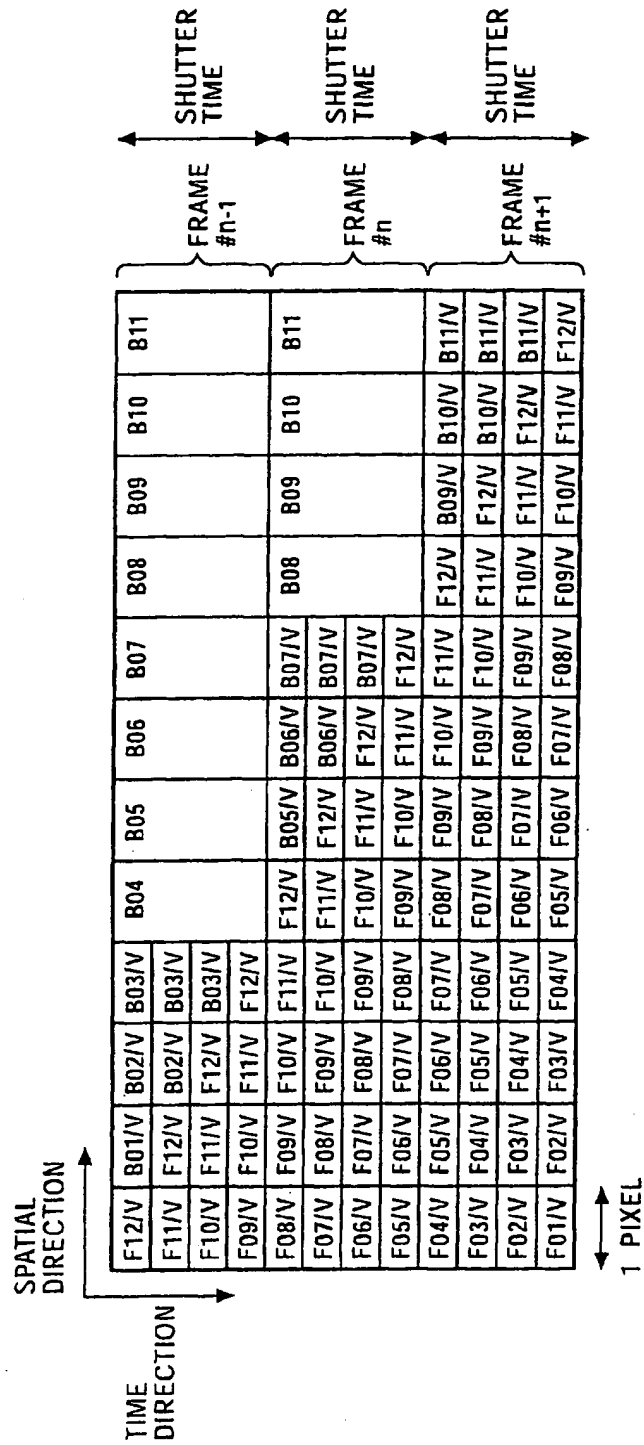 SPATIAL
DIRECTION
TIME
DIRECTION
F12/V B01/V B02/V B03/V B04 B05 B06 B07 B08 B09 B10 B11
F11/V F12/V B02/V B03/V
F10/V F11/V F12/V B03/V
F09/V F10/V F11/V F12/V
FRAME
#n-1
SHUTTER
TIME
F08/V F09/V F10/V F11/V F12/V B05/V B06/V B07/V B08 B09 B10 B11
F07/V F08/V F09/V F10/V F11/V F12/V B06/V B07/V
F06/V F07/V F08/V F09/V F10/V F11/V F12/V B07/V
F05/V F06/V F07/V F08/V F09/V F10/V F11/V F12/V
FRAME
#n
SHUTTER
TIME
F04/V F05/V F06/V F07/V F08/V F09/V F10/V F11/V F12/V B09/V B10/V B11/V
F03/V F04/V F05/V F06/V F07/V F08/V F09/V F10/V F11/V F12/V B10/V B11/V
F02/V F03/V F04/V F05/V F06/V F07/V F08/V F09/V F10/V F11/V F12/V B11/V
F01/V F02/V F03/V F04/V F05/V F06/V F07/V F08/V F09/V F10/V F11/V F12/V
FRAME
#n+1
SHUTTER
TIME
1 PIXEL